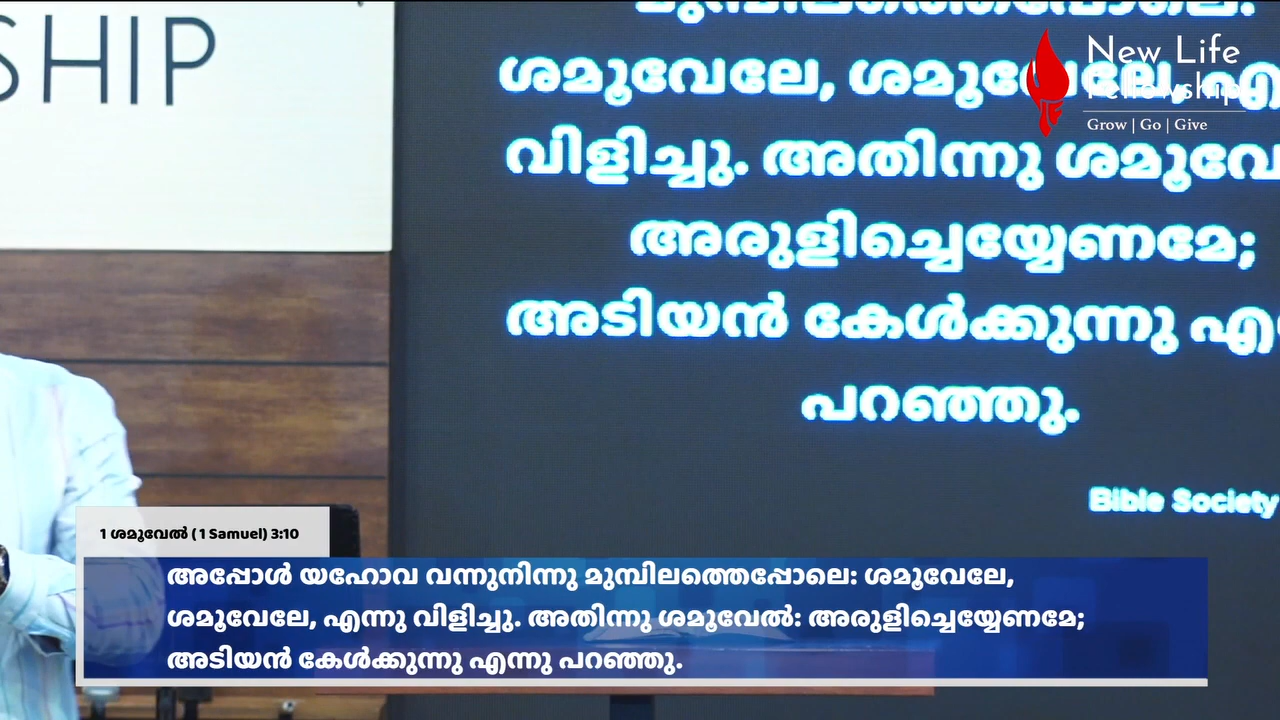 SHIP
മുമ്പിലത്തെപ്പോലെ:
ശമൂവേലേ, ശമൂവേലേ, എ
വിളിച്ചു. അതിന്നു ശമൂവേ
അരുളിച്ചെയ്യേണമേ;
അടിയൻ കേൾക്കുന്നു എ
പറഞ്ഞു.
Bible Society
New Life
Fellowship
Grow | Go | Give
1 ശമൂവേൽ ( 1 Samuel) 3:10
അപ്പോൾ യഹോവ വന്നുനിന്നു മുമ്പിലത്തെപ്പോലെ: ശമൂവേലേ,
ശമൂവേലേ, എന്നു വിളിച്ചു. അതിന്നു ശമൂവേൽ: അരുളിച്ചെയ്യേണമേ;
അടിയൻ കേൾക്കുന്നു എന്നു പറഞ്ഞു.